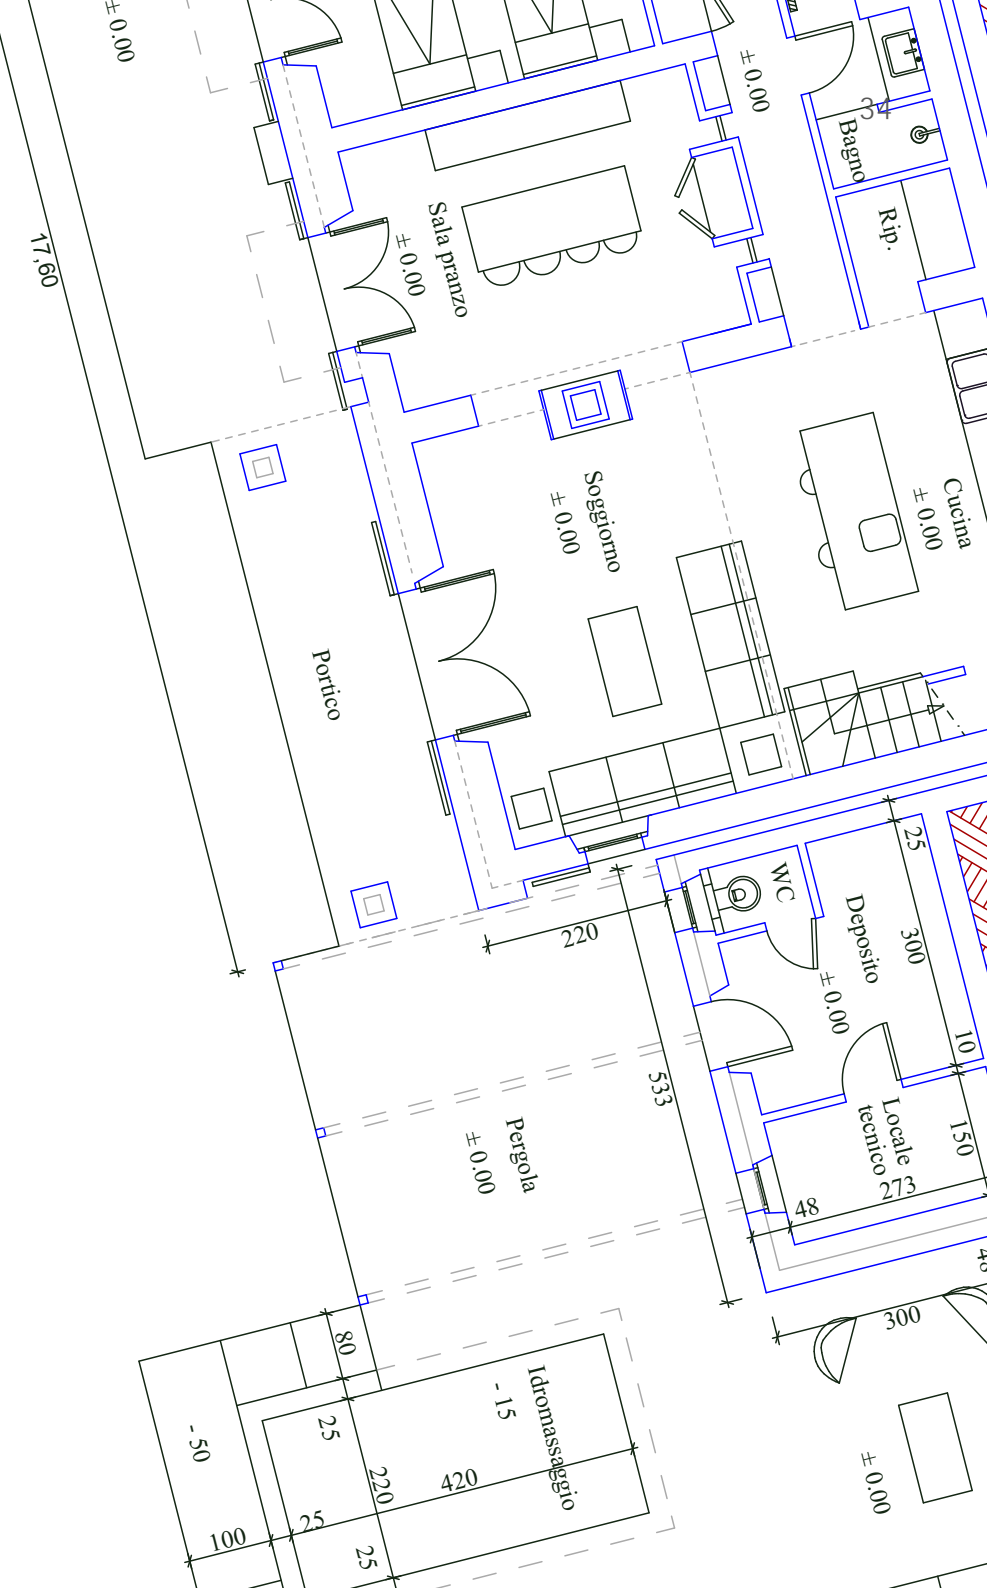 ± 0.00
± 0.00
34
Bagno
Rip.
Sala pranzo
± 0.00
17,60
Soggiorno
± 0.00
Cucina
± 0.00
Portico
WC
25
Deposito
± 0.00
300
220
533
10
Locale
tecnico
150
273
48
Pergola
± 0.00
300
80
Idromassaggio
- 15
- 50
25
220
420
± 0.00
100
25
25